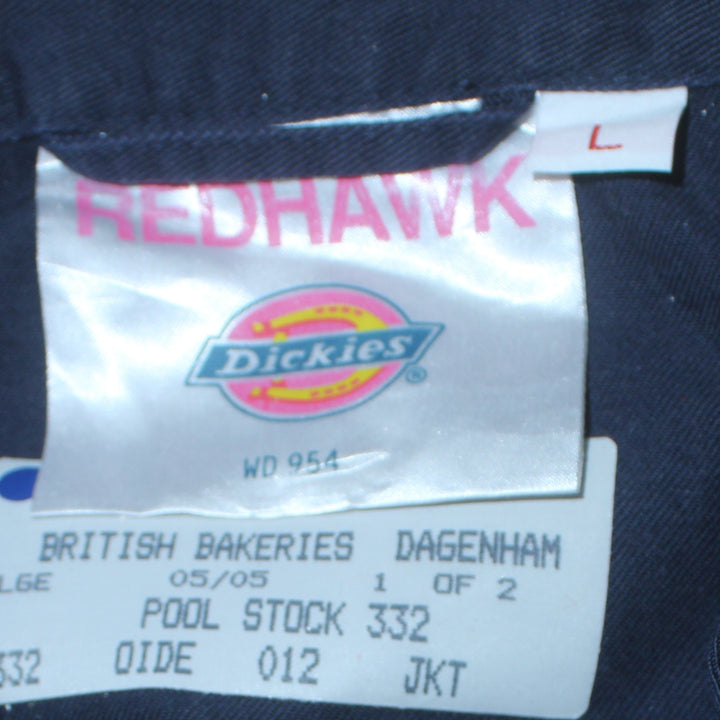 L
REDHAWK
Dickies®
WD 954
BRITISH BAKERIES DAGENHAM
LGE 05/05 1 OF 2
POOL STOCK 332
332 OIDE 012 JKT